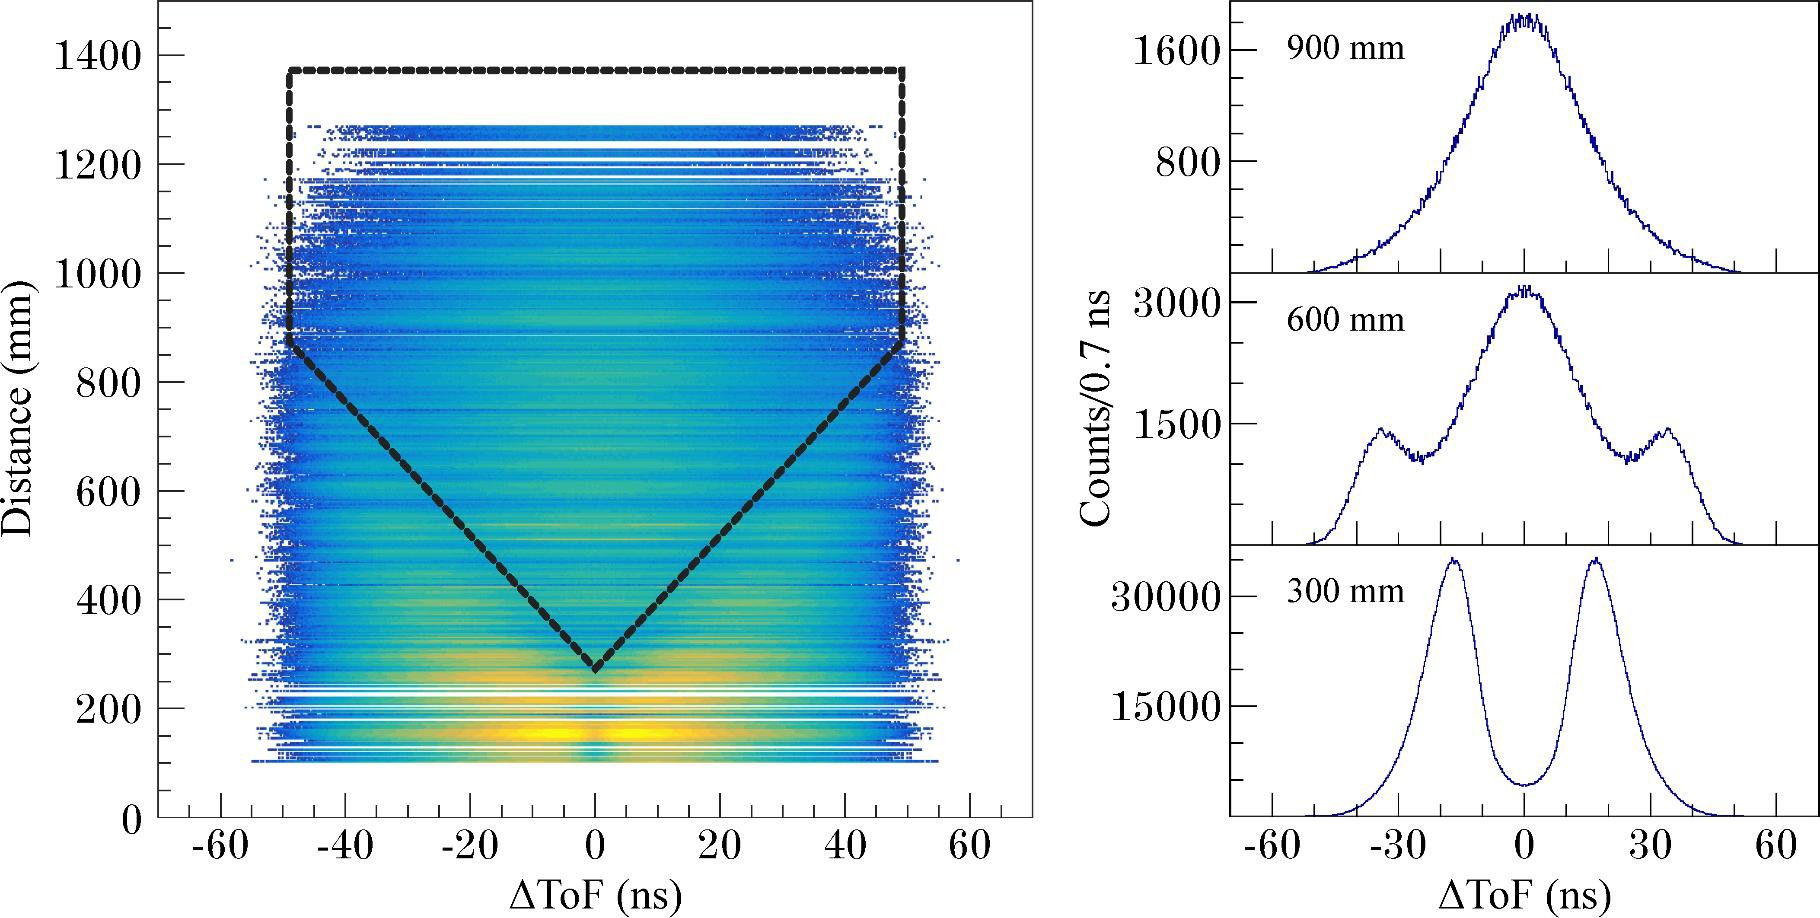 Distance (mm)
1400
1200
1000
800
600
400
200
0
-60 -40 -20 0 20 40 60
ΔToF (ns)
Counts/0.7 ns
900 mm
1600
800
600 mm
3000
1500
300 mm
30000
15000
-60 -30 0 30 60
ΔToF (ns)